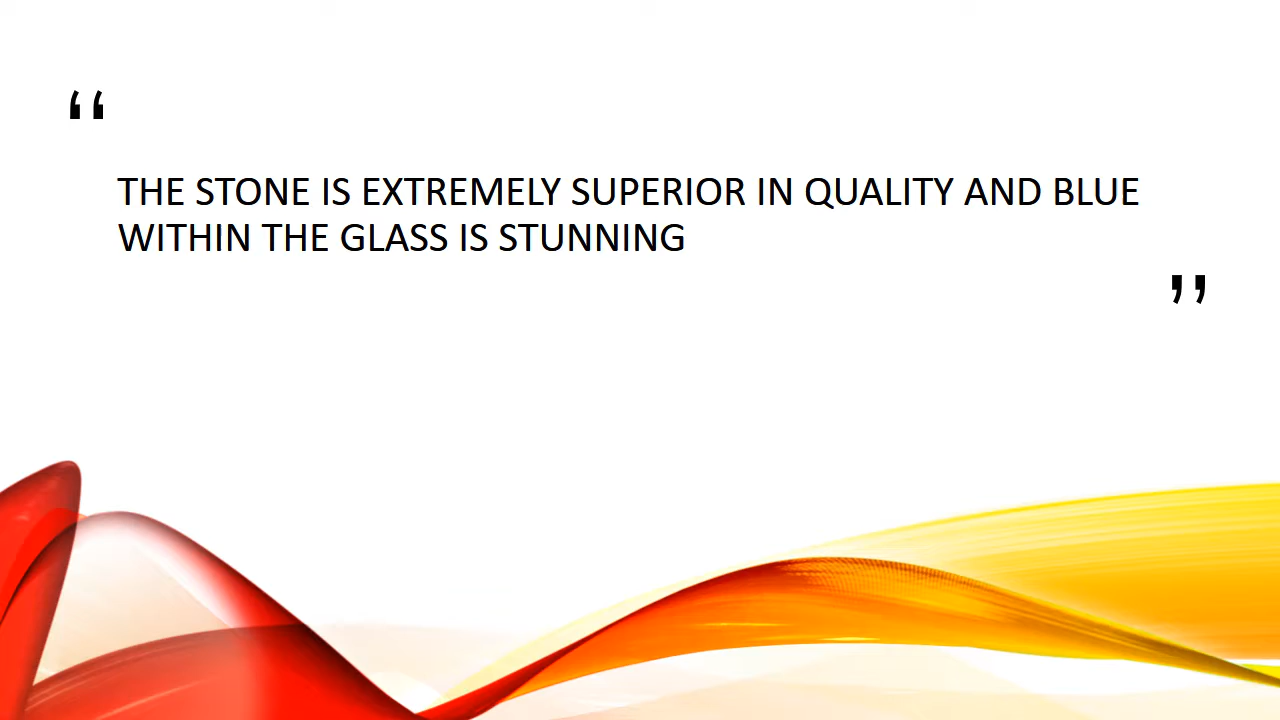 “
THE STONE IS EXTREMELY SUPERIOR IN QUALITY AND BLUE
WITHIN THE GLASS IS STUNNING
”